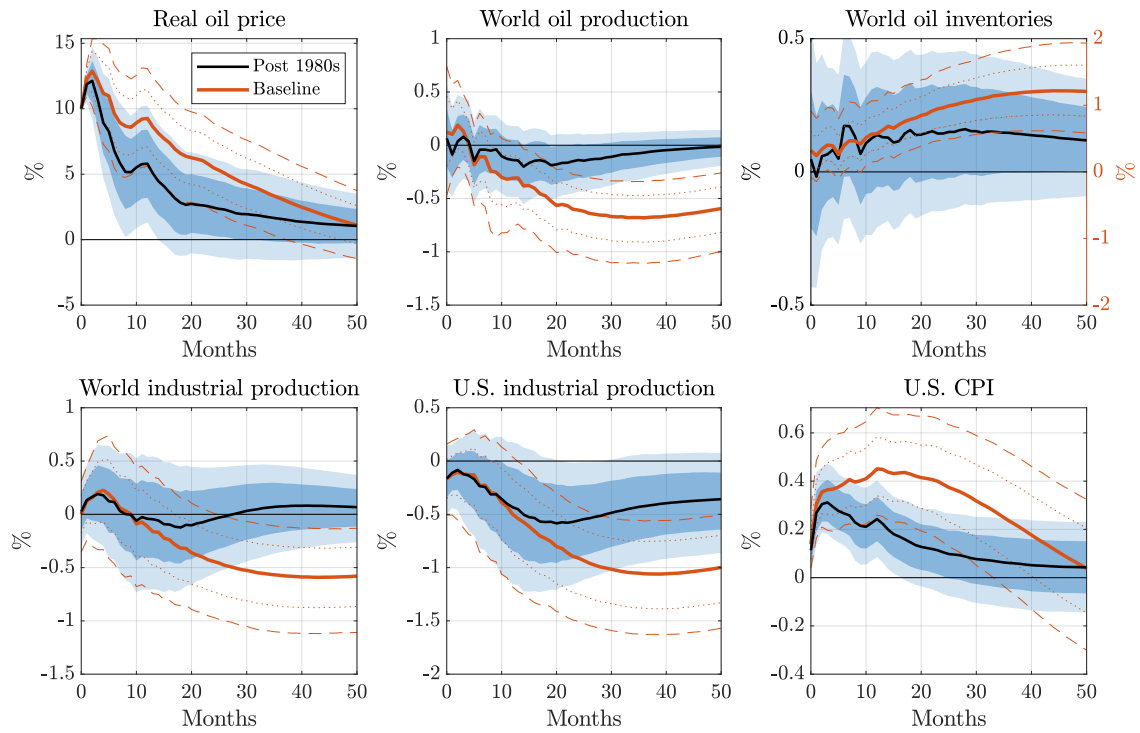 Real oil price
World oil production
World oil inventories
15
10
5
0
-5
%
0 10 20 30 40 50
Months
Post 1980s
Baseline
1
0.5
0
-0.5
-1
-1.5
%
0 10 20 30 40 50
Months
0.5
0
-0.5
%
2
1
0
-1
-2
%
0 10 20 30 40 50
Months
World industrial production
U.S. industrial production
U.S. CPI
1
0.5
0
-0.5
-1
-1.5
%
0 10 20 30 40 50
Months
0.5
0
-0.5
-1
-1.5
-2
%
0 10 20 30 40 50
Months
0.6
0.4
0.2
0
-0.2
-0.4
%
0 10 20 30 40 50
Months